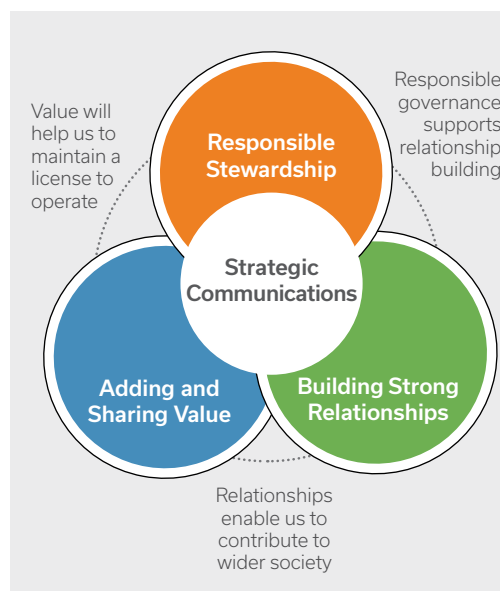 Value will
help us to
maintain a
license to
operate
Responsible
governance
supports
relationship
building
Responsible
Stewardship
Strategic
Communications
Adding and
Sharing Value
Building Strong
Relationships
Relationships
enable us to
contribute to
wider society